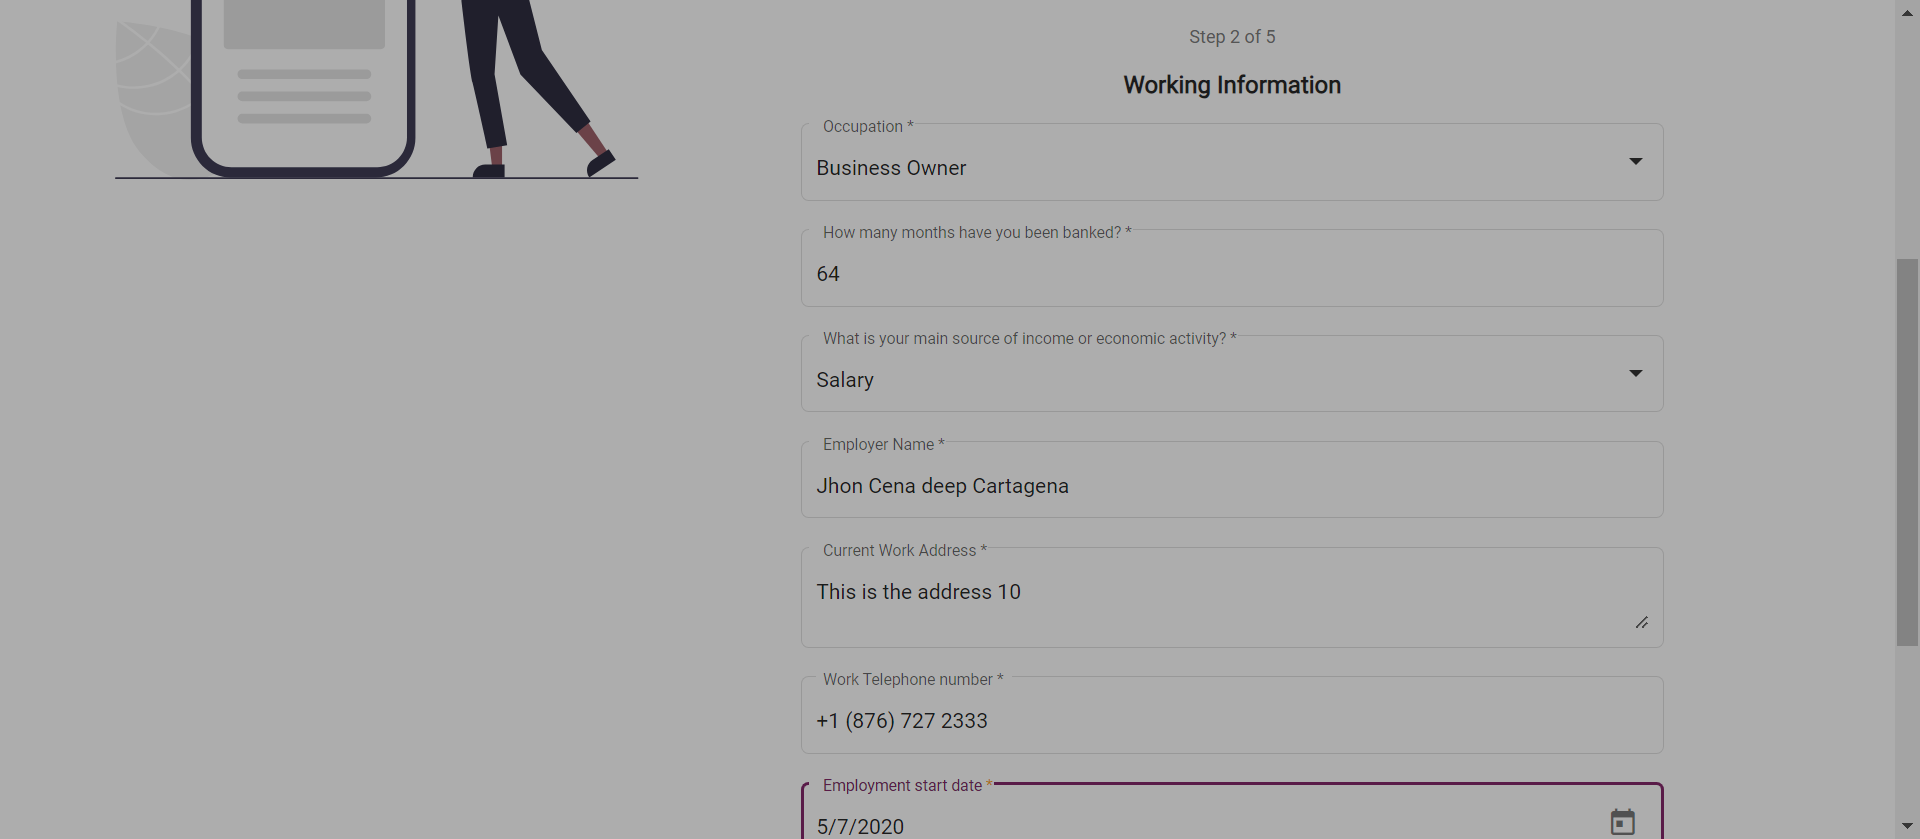 Step 2 of 5
Working Information
Occupation *
Business Owner
How many months have you been banked? *
64
What is your main source of income or economic activity? *
Salary
Employer Name *
Jhon Cena deep Cartagena
Current Work Address *
This is the address 10
Work Telephone number *
+1 (876) 727 2333
Employment start date *
5/7/2020